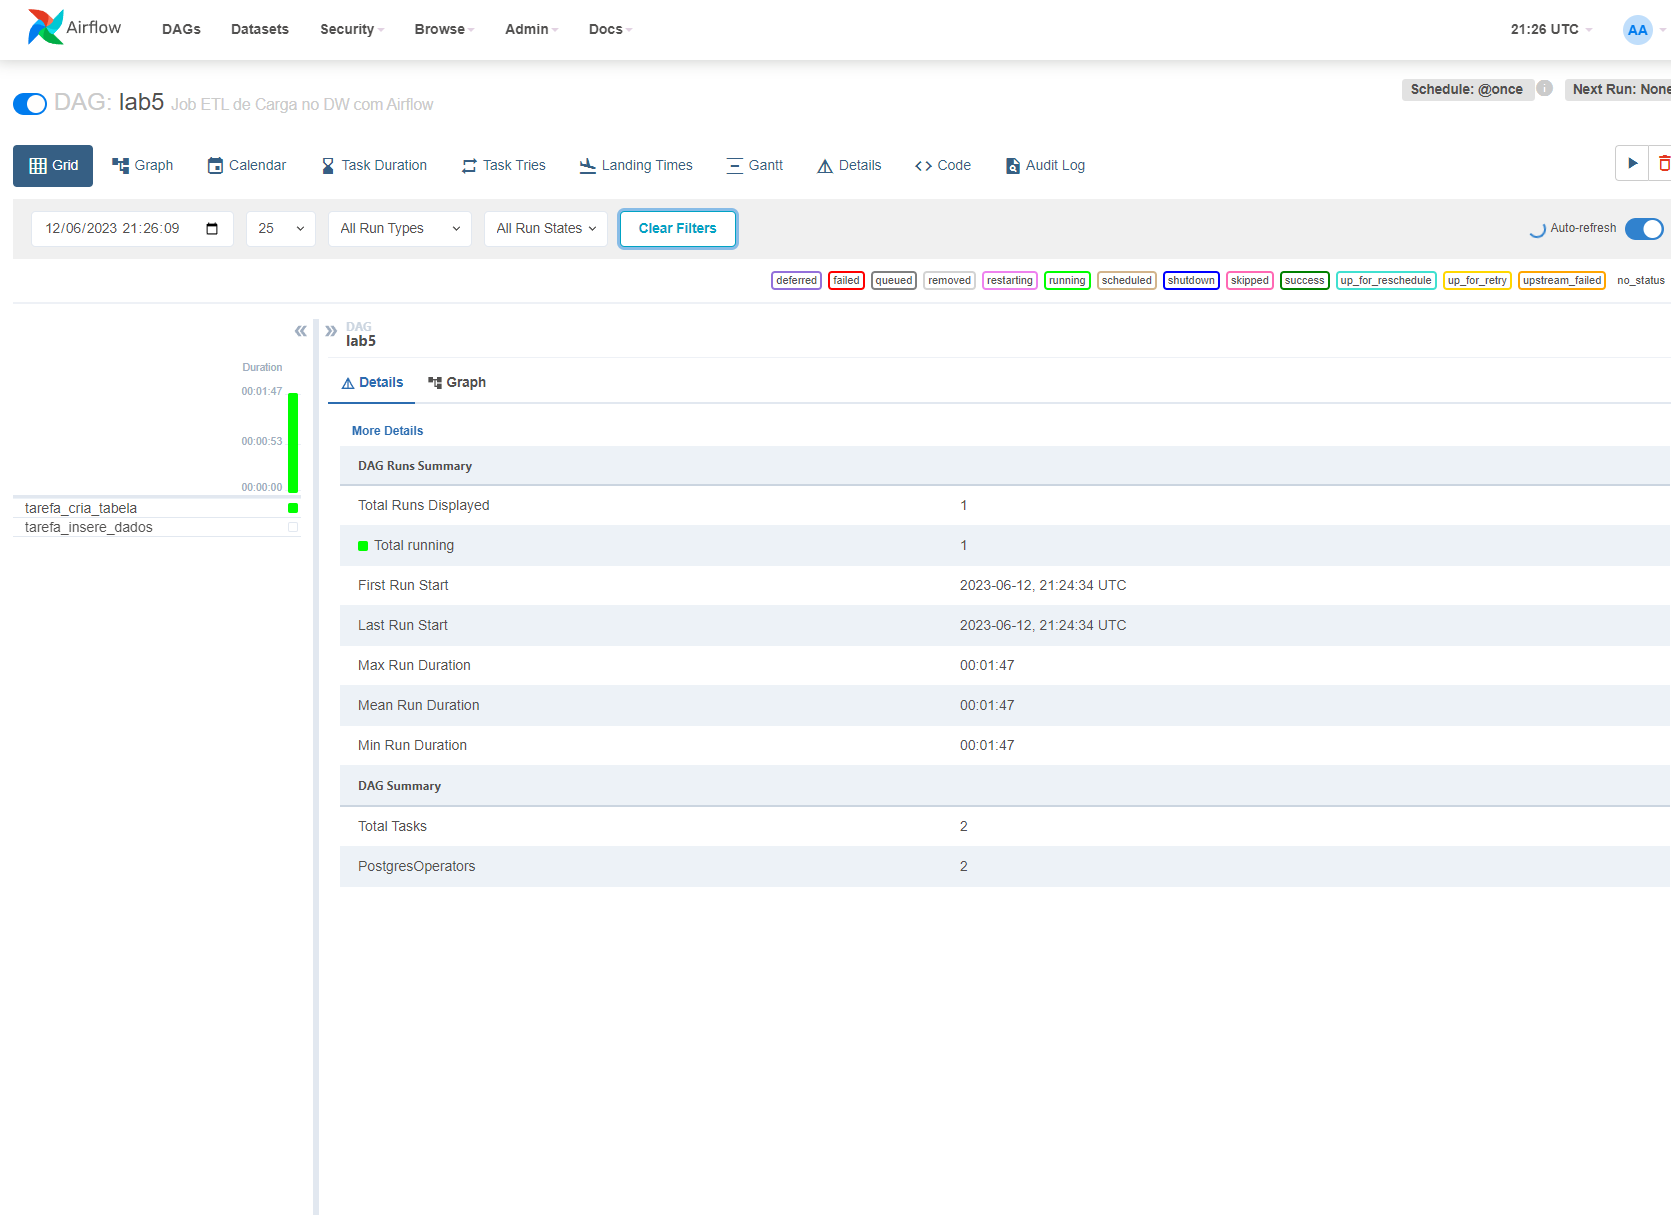 Airflow DAGs Datasets Security Browse Admin Docs 21:26 UTC AA
DAG: lab5 Job ETL de Carga no DW com Airflow
Schedule: @once i Next Run: None
Grid Graph Calendar Task Duration Task Tries Landing Times Gantt Details Code Audit Log
12/06/2023 21:26:09 25 All Run Types All Run States Clear Filters Auto-refresh
deferred failed queued removed restarting running scheduled shutdown skipped success up_for_reschedule up_for_retry upstream_failed no_status
Duration
00:01:47
00:00:53
00:00:00
tarefa_cria_tabela
tarefa_insere_dados
DAG
lab5
Details Graph
More Details
DAG Runs Summary
Total Runs Displayed 1
Total running 1
First Run Start 2023-06-12, 21:24:34 UTC
Last Run Start 2023-06-12, 21:24:34 UTC
Max Run Duration 00:01:47
Mean Run Duration 00:01:47
Min Run Duration 00:01:47
DAG Summary
Total Tasks 2
PostgresOperators 2